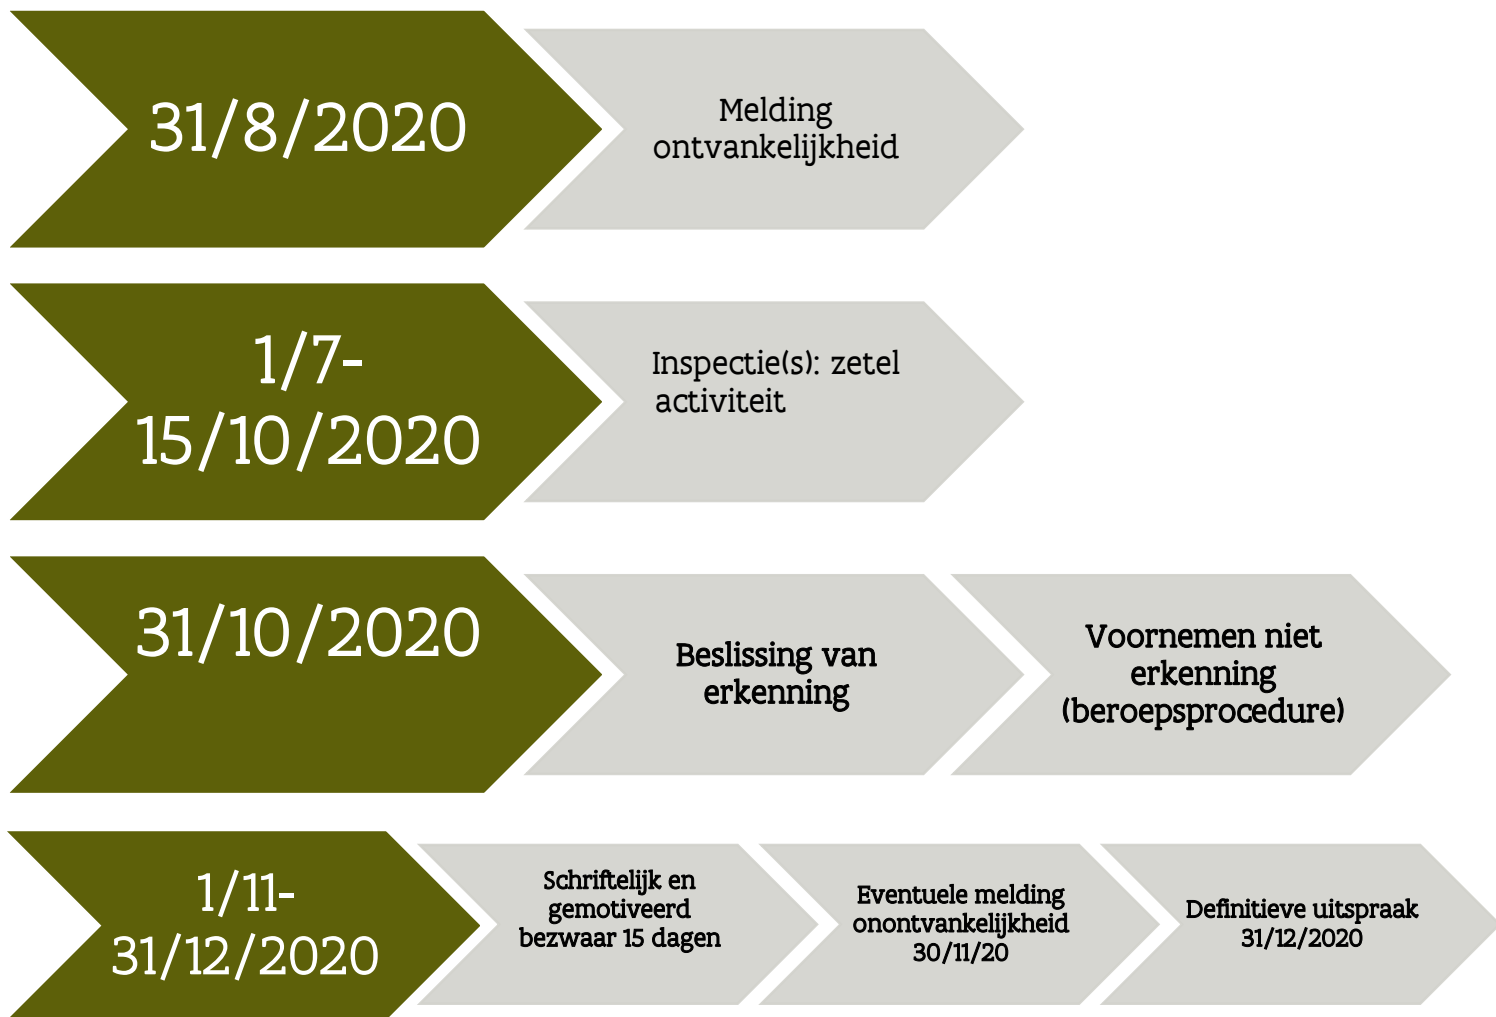 31/8/2020
Melding
ontvankelijkheid
1/7-
15/10/2020
Inspectie(s): zetel
activiteit
31/10/2020
Beslissing van
erkenning
Voornemen niet
erkenning
(beroepsprocedure)
1/11-
31/12/2020
Schriftelijk en
gemotiveerd
bezwaar 15 dagen
Eventuele melding
onontvankelijkheid
30/11/20
Definitieve uitspraak
31/12/2020